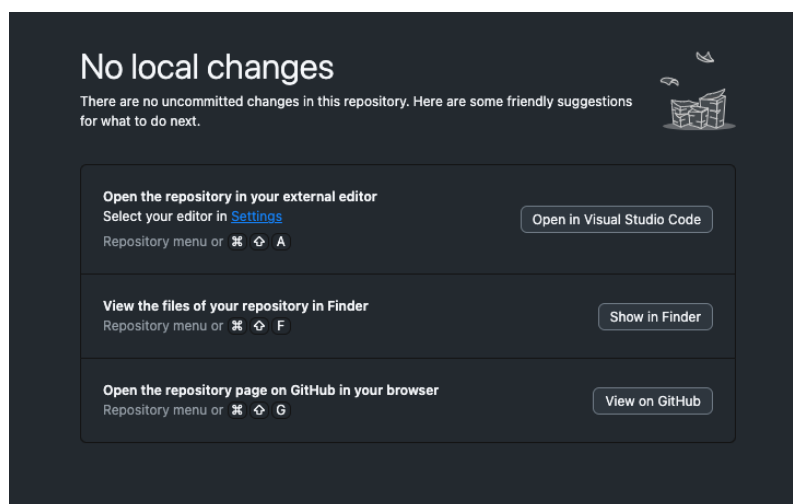 No local changes
There are no uncommitted changes in this repository. Here are some friendly suggestions
for what to do next.
Open the repository in your external editor
Select your editor in Settings
Repository menu or ⌘ ⇧ A
Open in Visual Studio Code
View the files of your repository in Finder
Repository menu or ⌘ ⇧ F
Show in Finder
Open the repository page on GitHub in your browser
Repository menu or ⌘ ⇧ G
View on GitHub